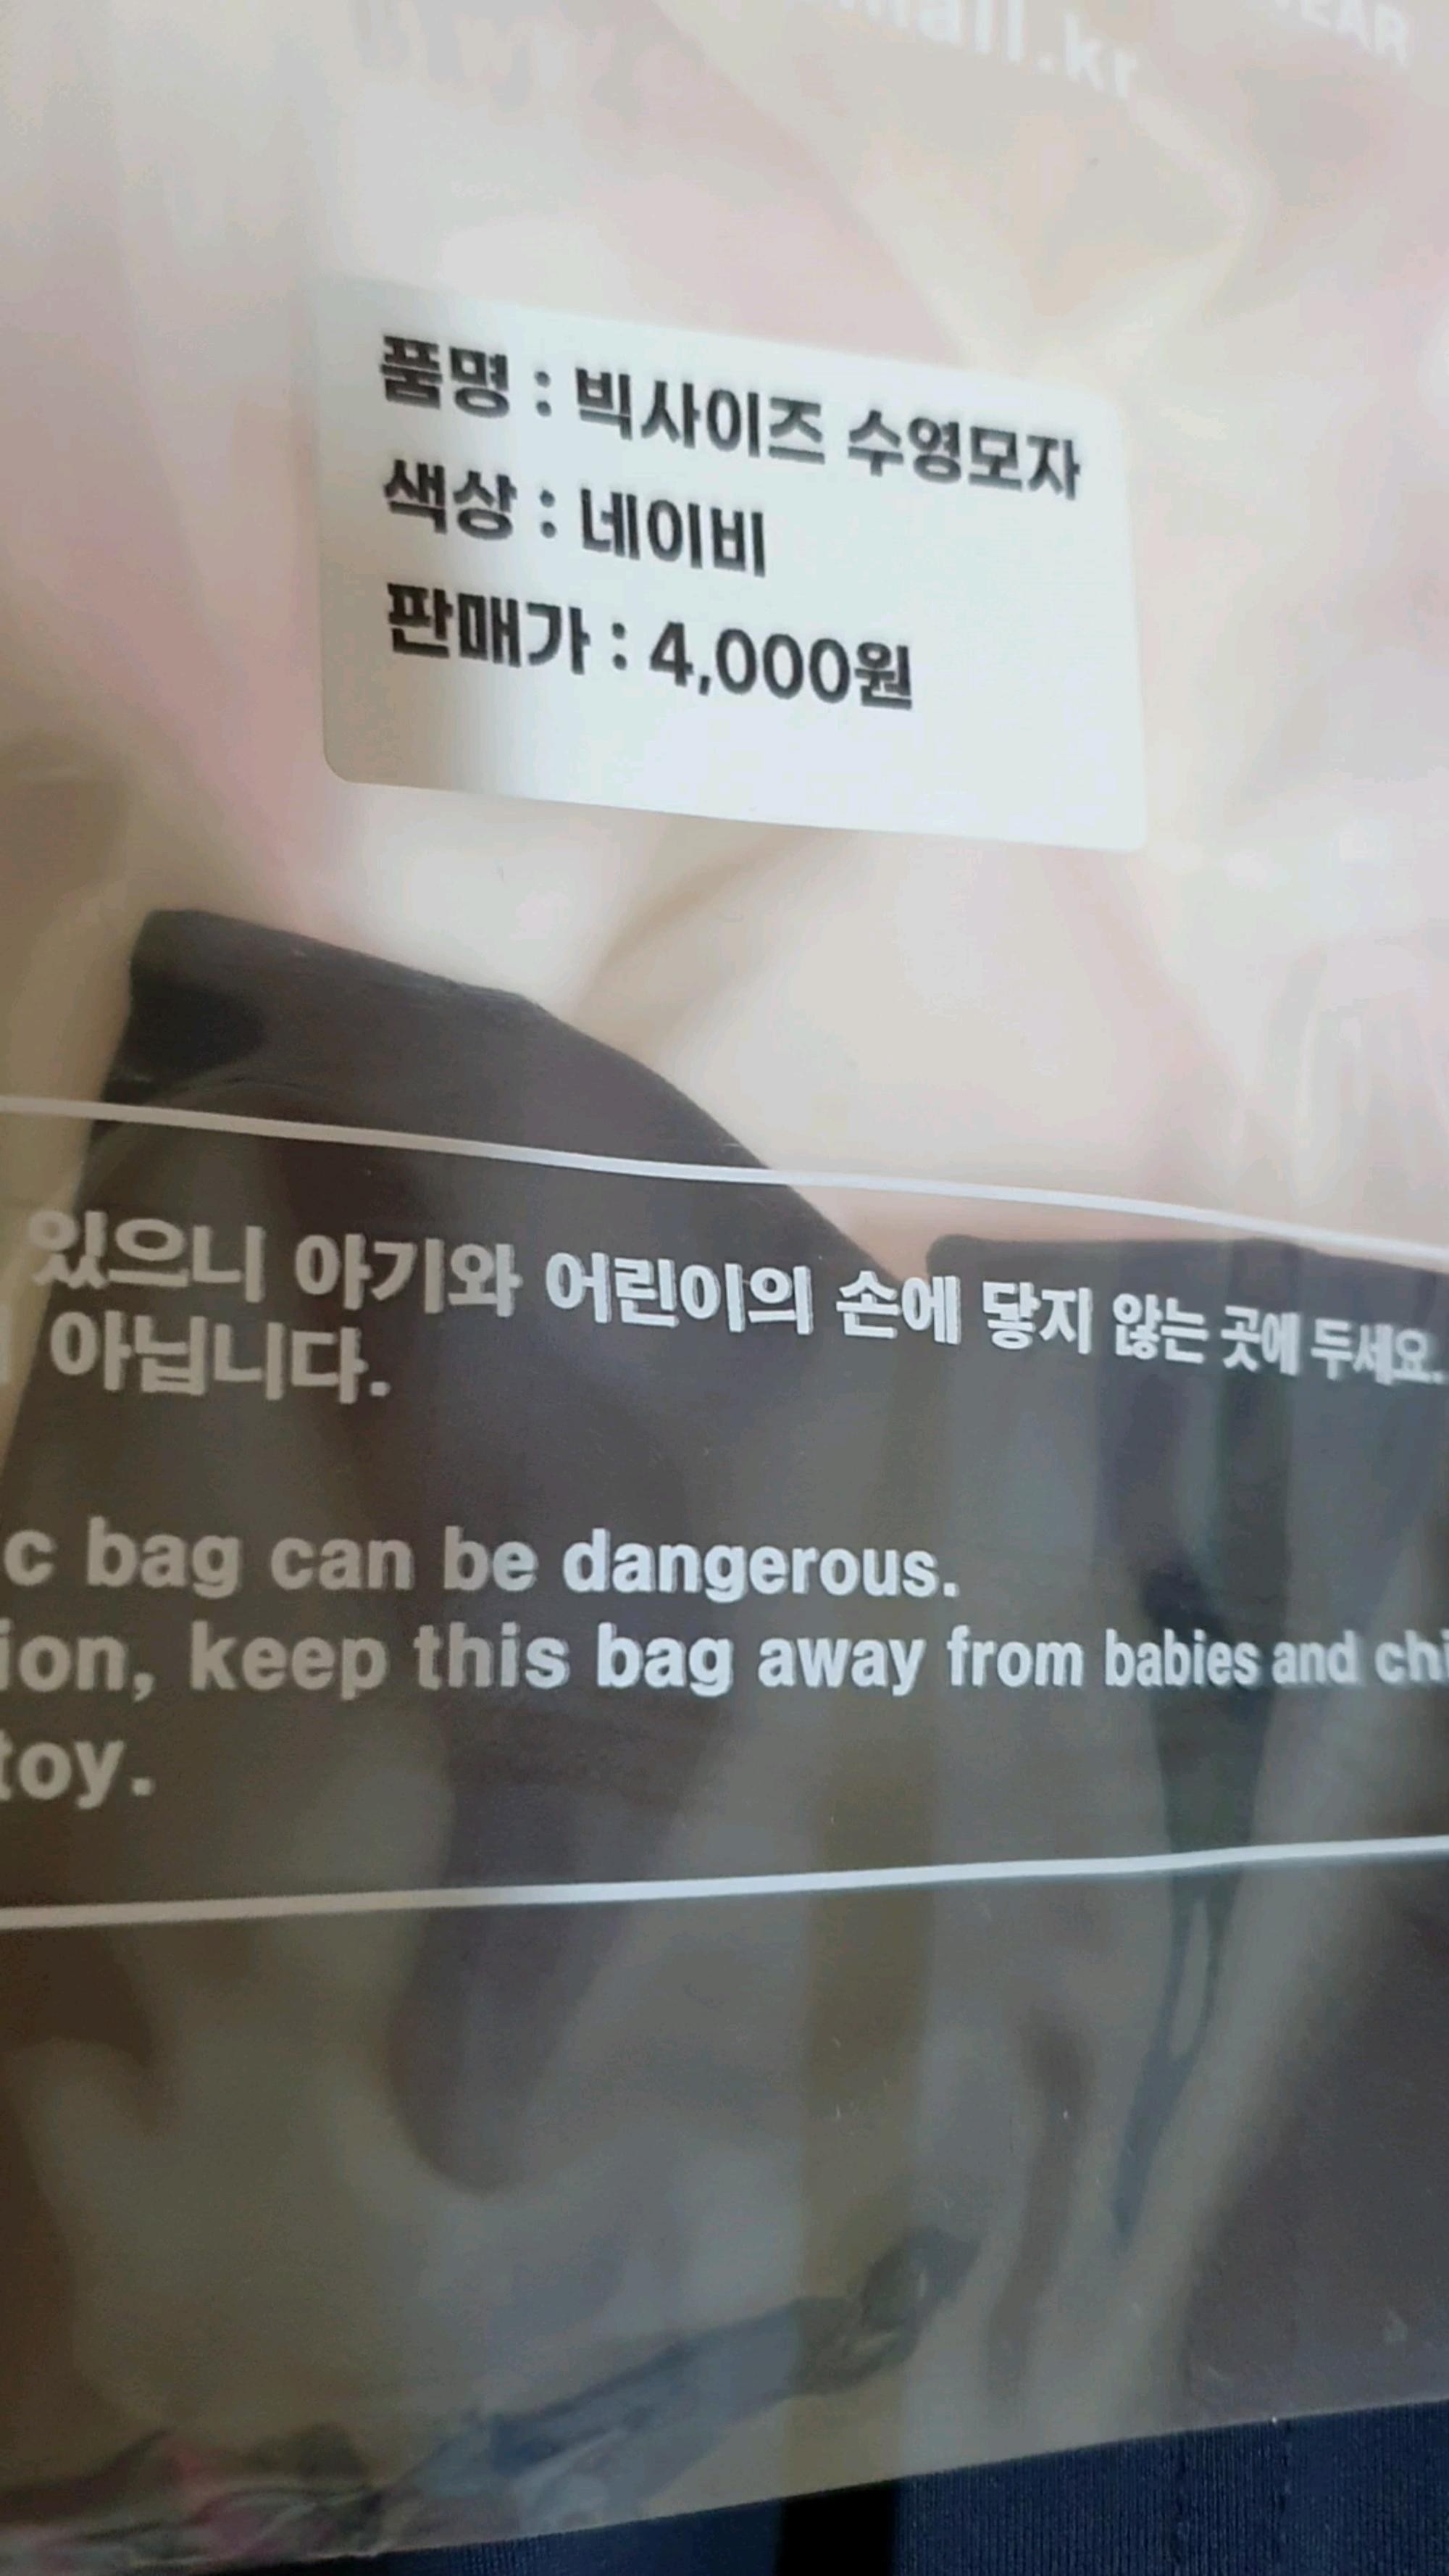 all.kr
EAR
품명 : 빅사이즈 수영모자
색상 : 네이비
판매가 : 4,000원
있으니 아기와 어린이의 손에 닿지 않는 곳에 두세요.
아닙니다.
c bag can be dangerous.
ion, keep this bag away from babies and chi
toy.